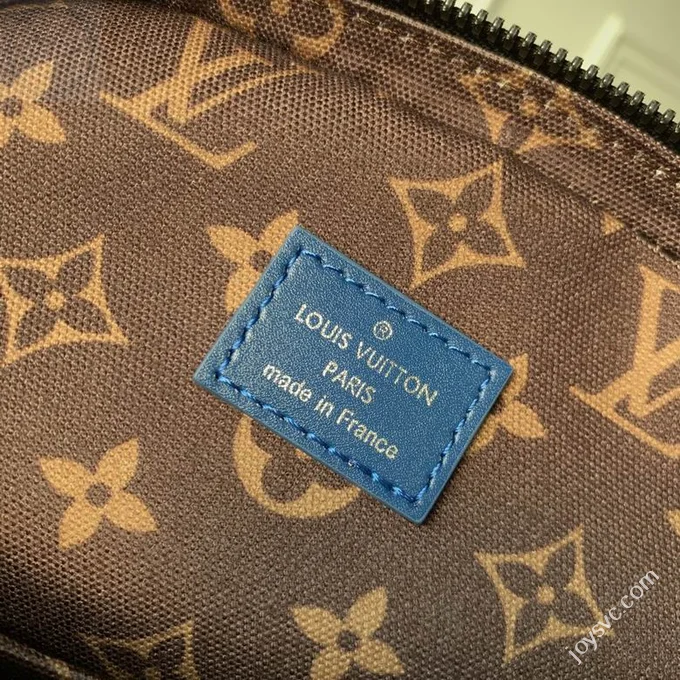 ®
LOUIS VUITTON
PARIS
made in France
joysvc.com